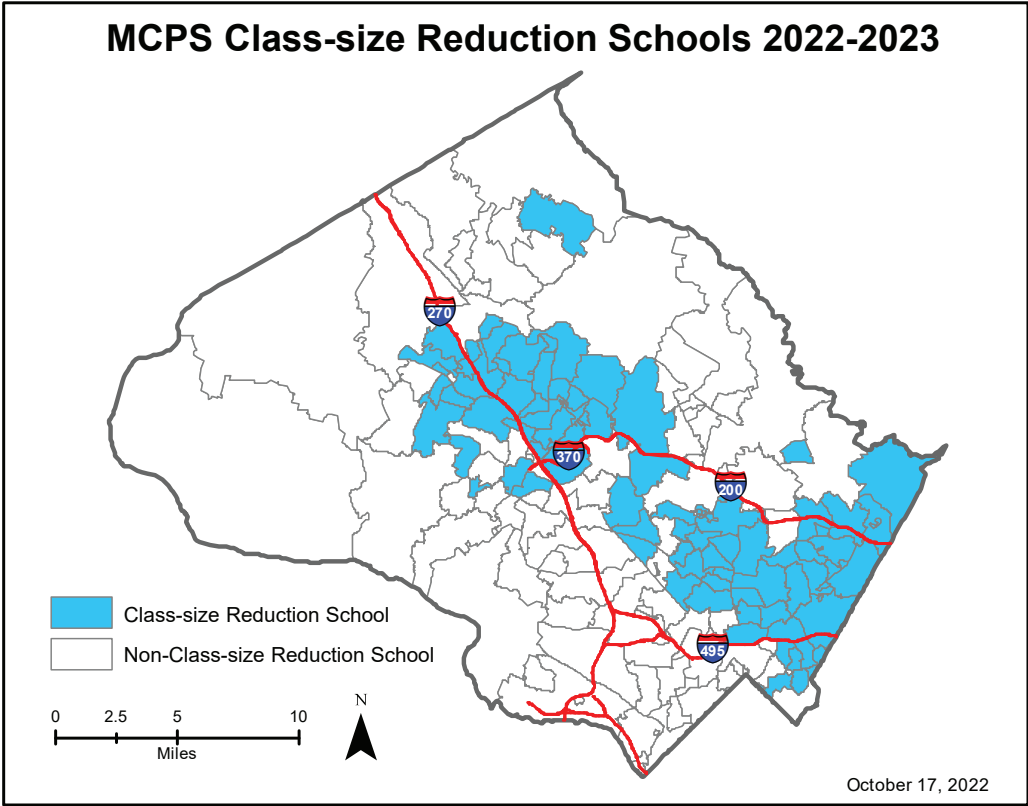 MCPS Class-size Reduction Schools 2022-2023
270
370
200
495
Class-size Reduction School
Non-Class-size Reduction School
0 2.5 5 10
Miles
N
October 17, 2022